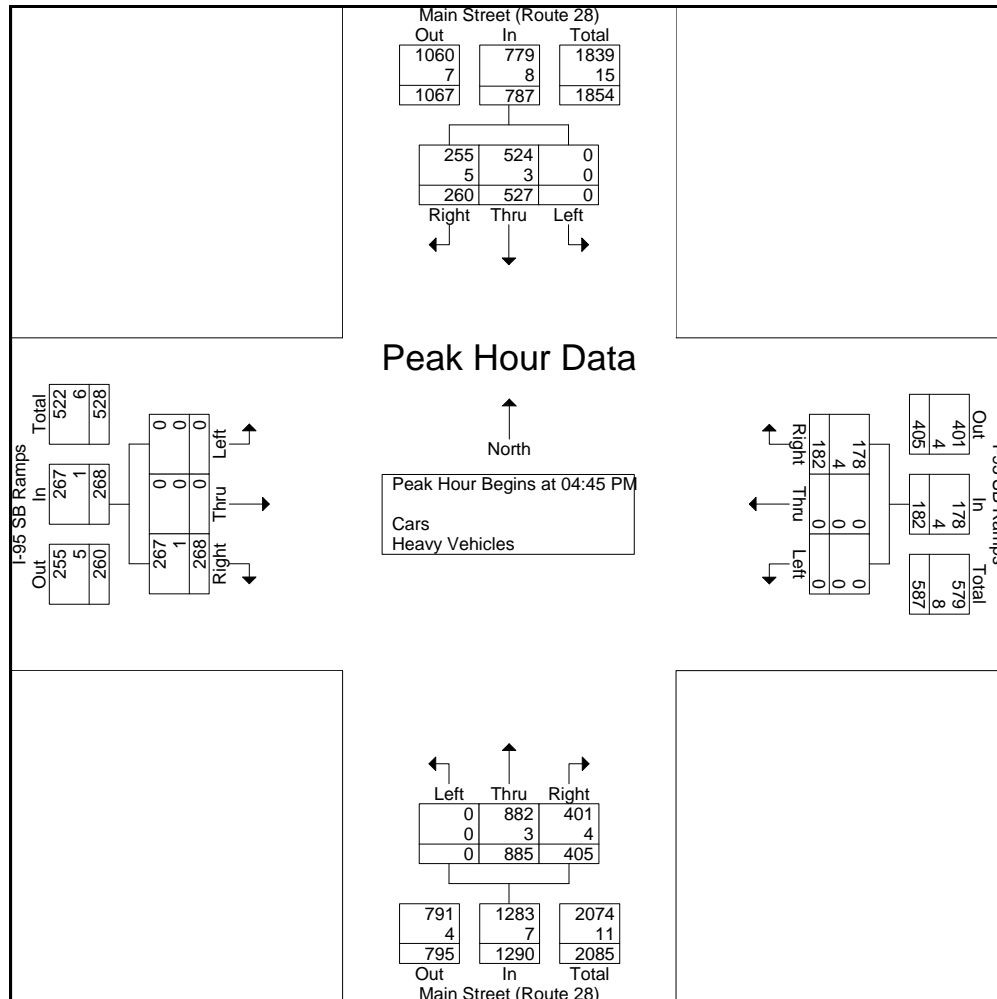 Main Street (Route 28)
Out In Total
1060 779 1839
7 8 15
1067 787 1854
255 524 0
5 3 0
260 527 0
Right Thru Left
Peak Hour Data
North
Peak Hour Begins at 04:45 PM
Cars
Heavy Vehicles
I-95 SB Ramps
Out In Total
255 267 522
5 1 6
260 268 528
Right Thru Left
267 0 0
1 0 0
268 0 0
SB Ramps
Out In Total
401 178 579
4 4 8
405 182 587
178 0 0
4 0 0
182 0 0
Right Thru Left
Left Thru Right
0 882 401
0 3 4
0 885 405
791 1283 2074
4 7 11
795 1290 2085
Out In Total
Main Street (Route 28)